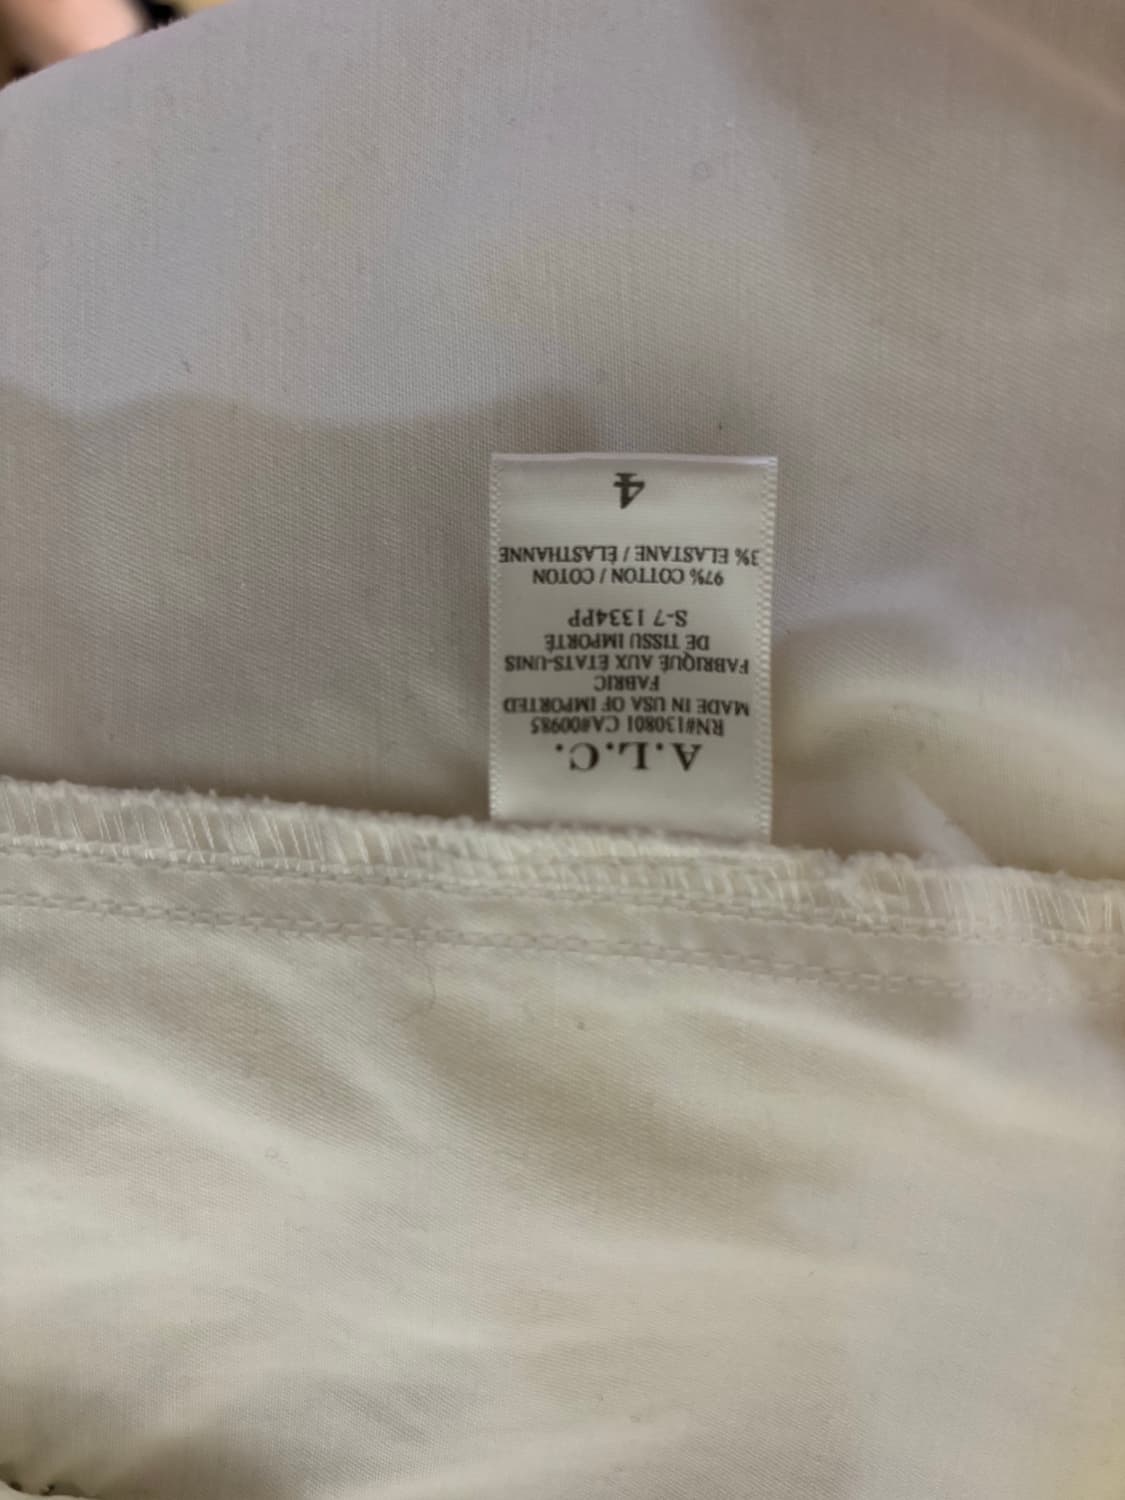 A.L.C.
RN#130801 CA#00985
MADE IN USA OF IMPORTED
FABRIC
FABRIQUÉ AUX ÉTATS-UNIS
DE TISSU IMPORTÉ
S-7 1334PP
97% COTTON / COTON
3% ELASTANE / ÉLASTHANNE
4